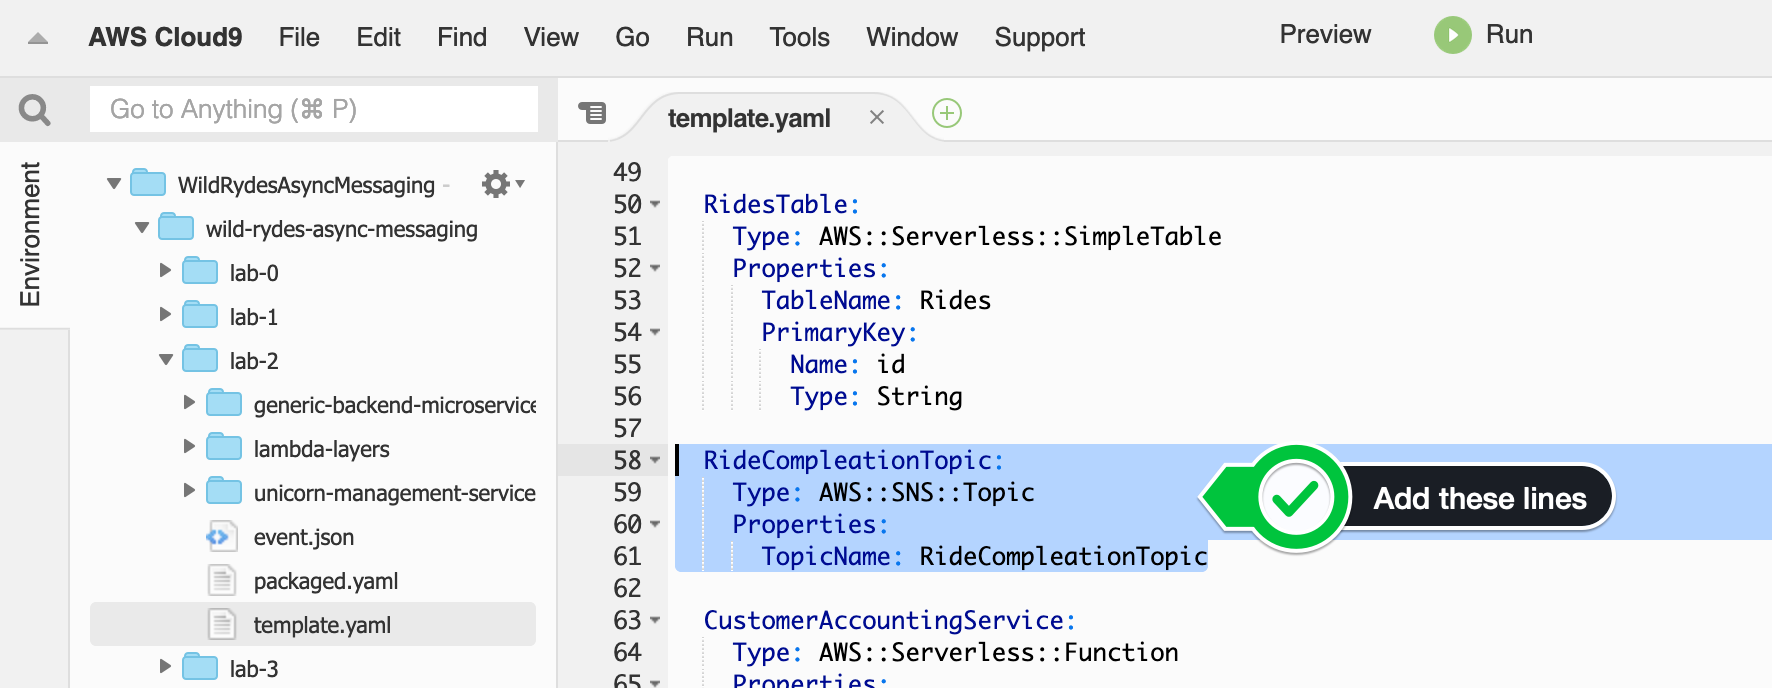 AWS Cloud9 File Edit Find View Go Run Tools Window Support Preview Run
Go to Anything (⌘ P)
template.yaml
Environment
WildRydesAsyncMessaging -
wild-rydes-async-messaging
lab-0
lab-1
lab-2
generic-backend-microservice
lambda-layers
unicorn-management-service
event.json
packaged.yaml
template.yaml
lab-3
49
50 RidesTable:
51 Type: AWS::Serverless::SimpleTable
52 Properties:
53 TableName: Rides
54 PrimaryKey:
55 Name: id
56 Type: String
57
58 RideCompleationTopic:
59 Type: AWS::SNS::Topic
60 Properties:
61 TopicName: RideCompleationTopic
62
63 CustomerAccountingService:
64 Type: AWS::Serverless::Function
65 Properties:
Add these lines